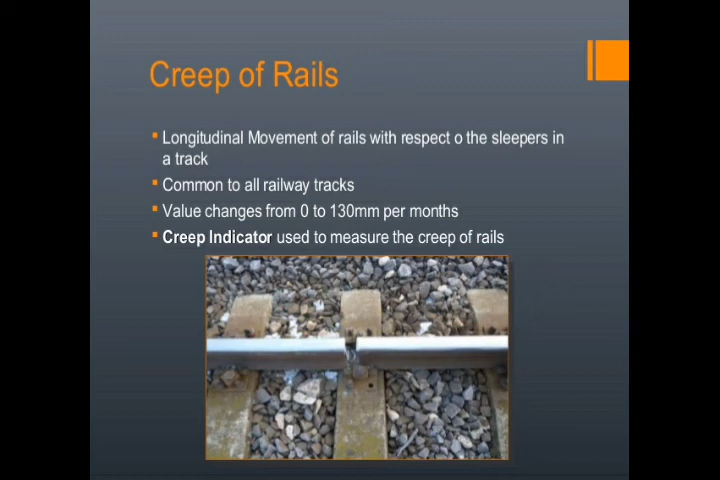 Creep of Rails
Longitudinal Movement of rails with respect o the sleepers in
a track
Common to all railway tracks
Value changes from 0 to 130mm per months
Creep Indicator used to measure the creep of rails